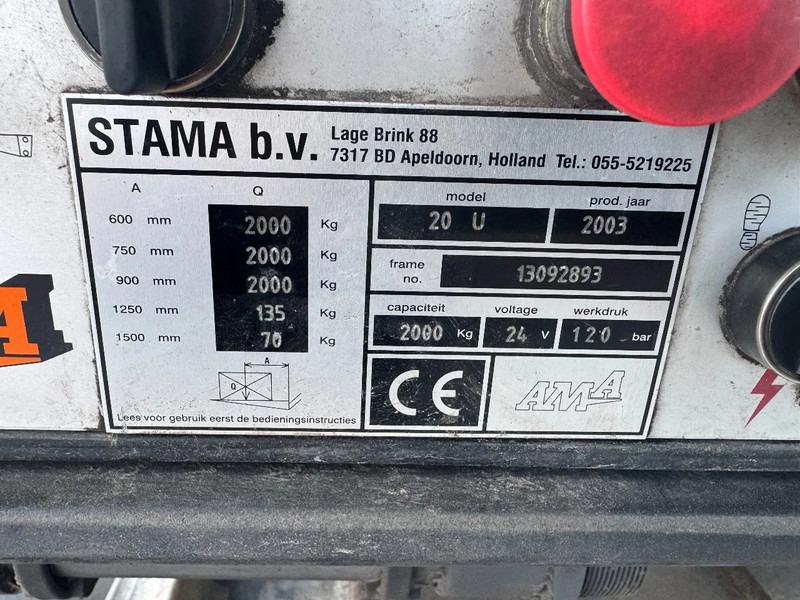 STAMA b.v.
Lage Brink 88
7317 BD Apeldoorn, Holland Tel.: 055-5219225
A Q
600 mm 2000 Kg
750 mm 2000 Kg
900 mm 2000 Kg
1250 mm 135 Kg
1500 mm 70 Kg
A
Q
Lees voor gebruik eerst de bedieningsinstructies
model prod. jaar
20 U 2003
frame no. 13092893
capaciteit voltage werkdruk
2000 Kg 24 V 120 bar
CE
AMA
A